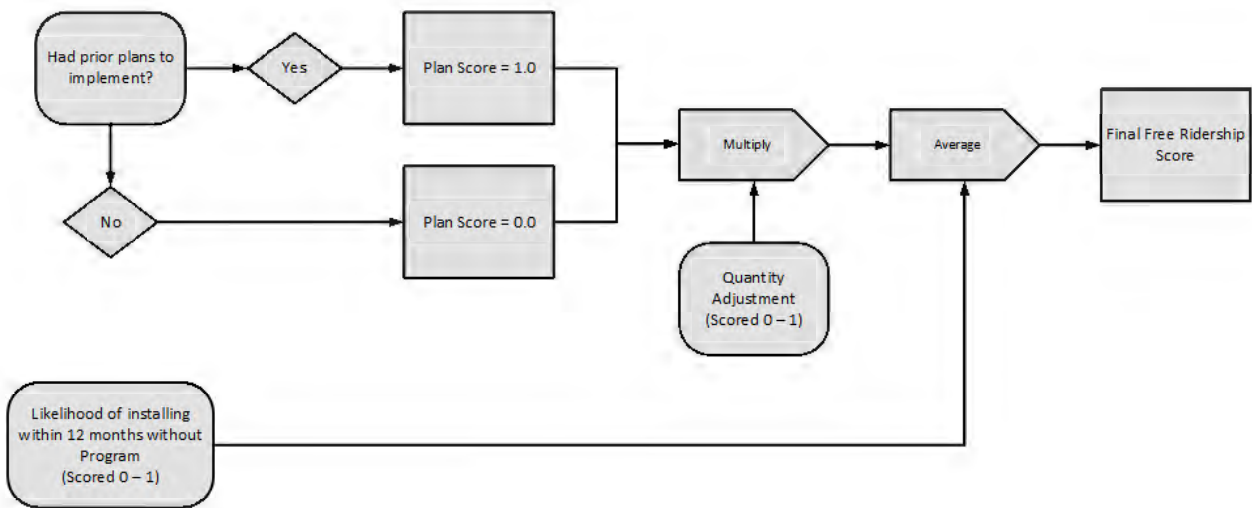 Had prior plans to
implement?
Yes
Plan Score = 1.0
No
Plan Score = 0.0
Multiply
Average
Final Free Ridership
Score
Quantity
Adjustment
(Scored 0 – 1)
Likelihood of installing
within 12 months without
Program
(Scored 0 – 1)